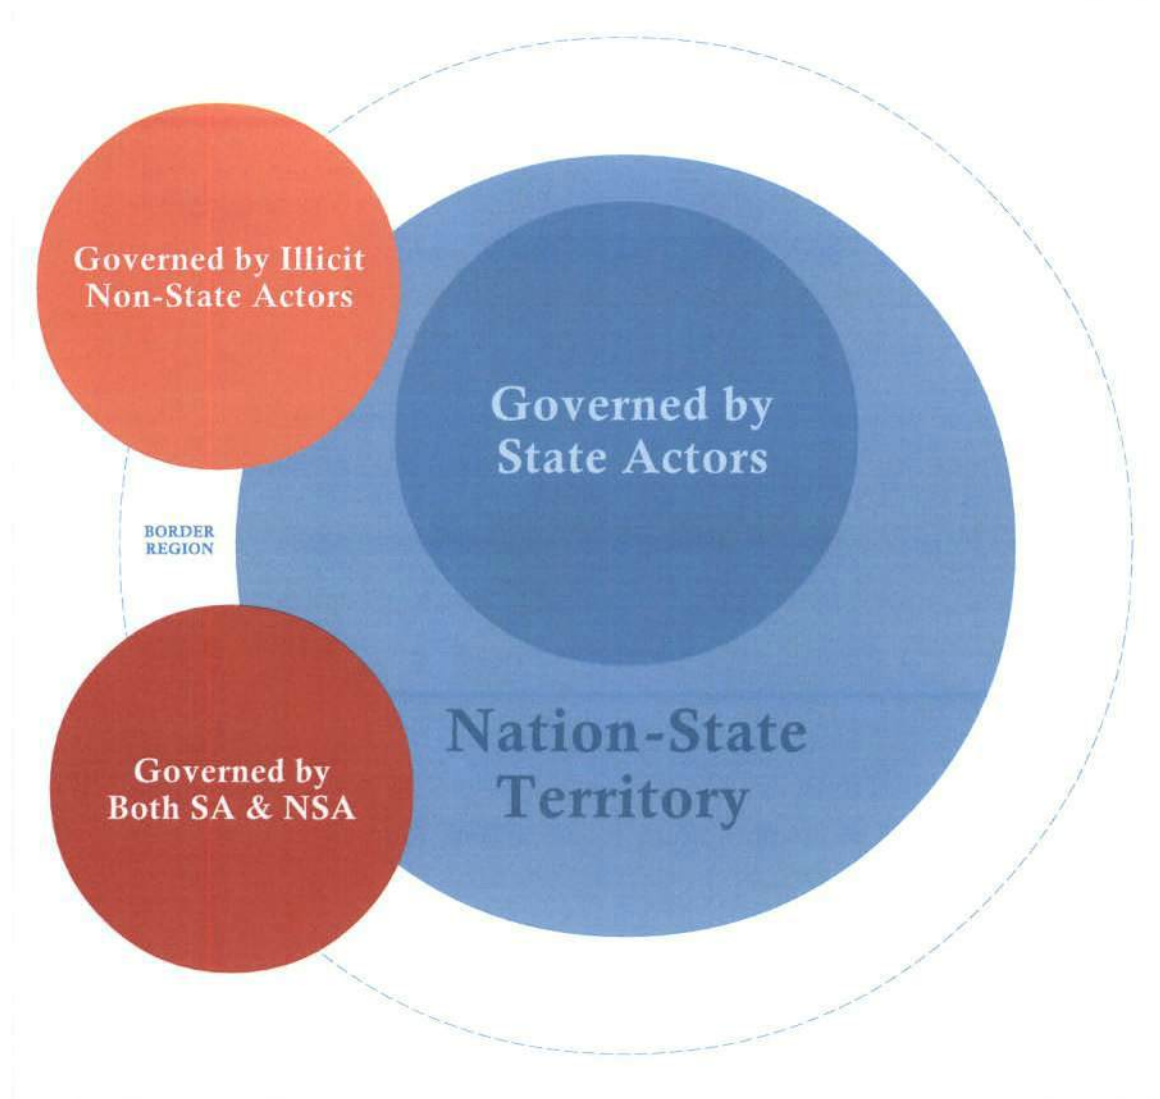 Governed by Illicit
Non-State Actors
Governed by
State Actors
BORDER
REGION
Nation-State
Territory
Governed by
Both SA & NSA